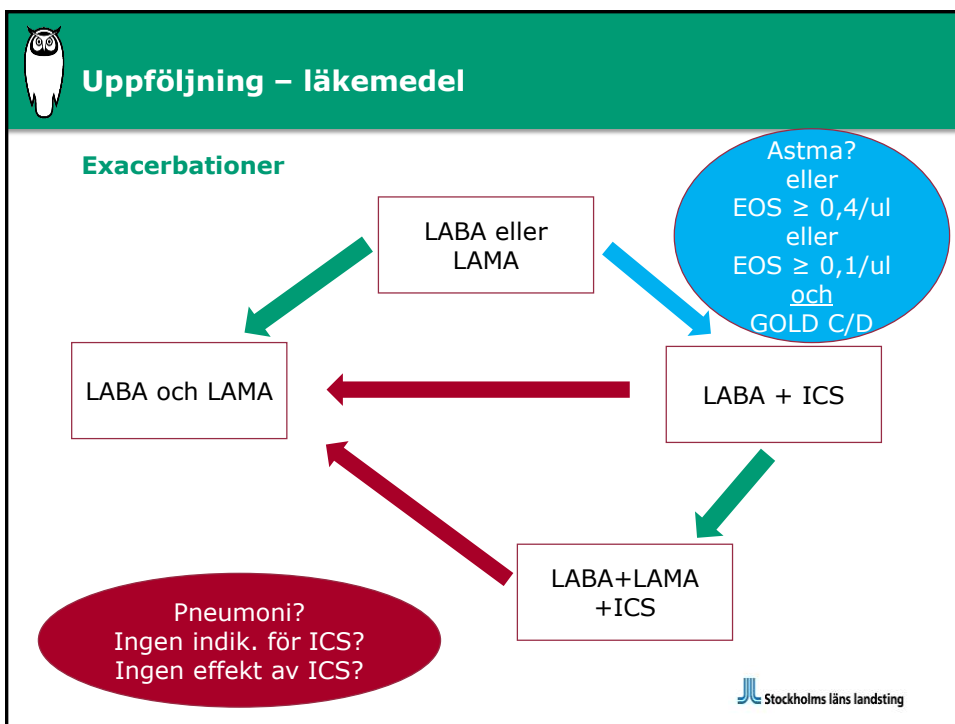 Uppföljning – läkemedel
Exacerbationer
Astma?
eller
EOS ≥ 0,4/ul
eller
EOS ≥ 0,1/ul
och
GOLD C/D
LABA eller
LAMA
LABA och LAMA
LABA + ICS
LABA+LAMA
+ICS
Pneumoni?
Ingen indik. för ICS?
Ingen effekt av ICS?
Stockholms läns landsting